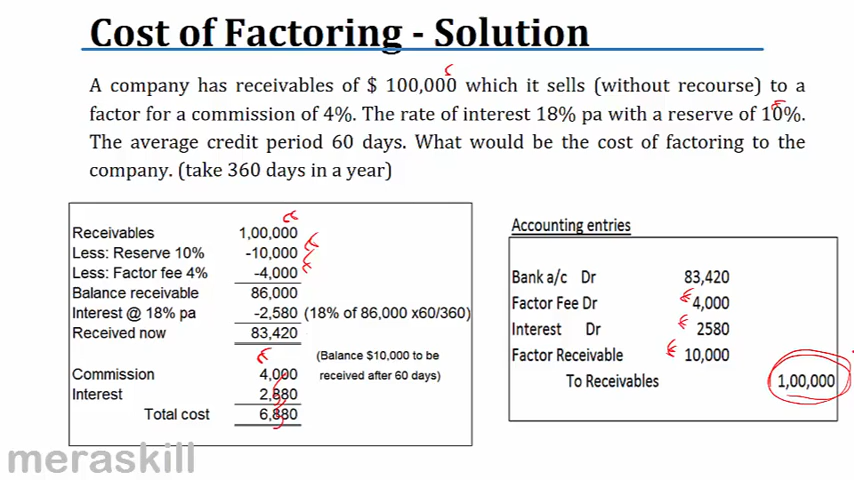 Cost of Factoring - Solution
A company has receivables of $ 100,000 which it sells (without recourse) to a
factor for a commission of 4%. The rate of interest 18% pa with a reserve of 10%.
The average credit period 60 days. What would be the cost of factoring to the
company. (take 360 days in a year)
Receivables 1,00,000
Less: Reserve 10% -10,000
Less: Factor fee 4% -4,000
Balance receivable 86,000
Interest @ 18% pa -2,580 (18% of 86,000 x60/360)
Received now 83,420
(Balance $10,000 to be
received after 60 days)
Commission 4,000
Interest 2,880
Total cost 6,880
Accounting entries
Bank a/c Dr 83,420
Factor Fee Dr 4,000
Interest Dr 2580
Factor Receivable 10,000
To Receivables 1,00,000
meraskill